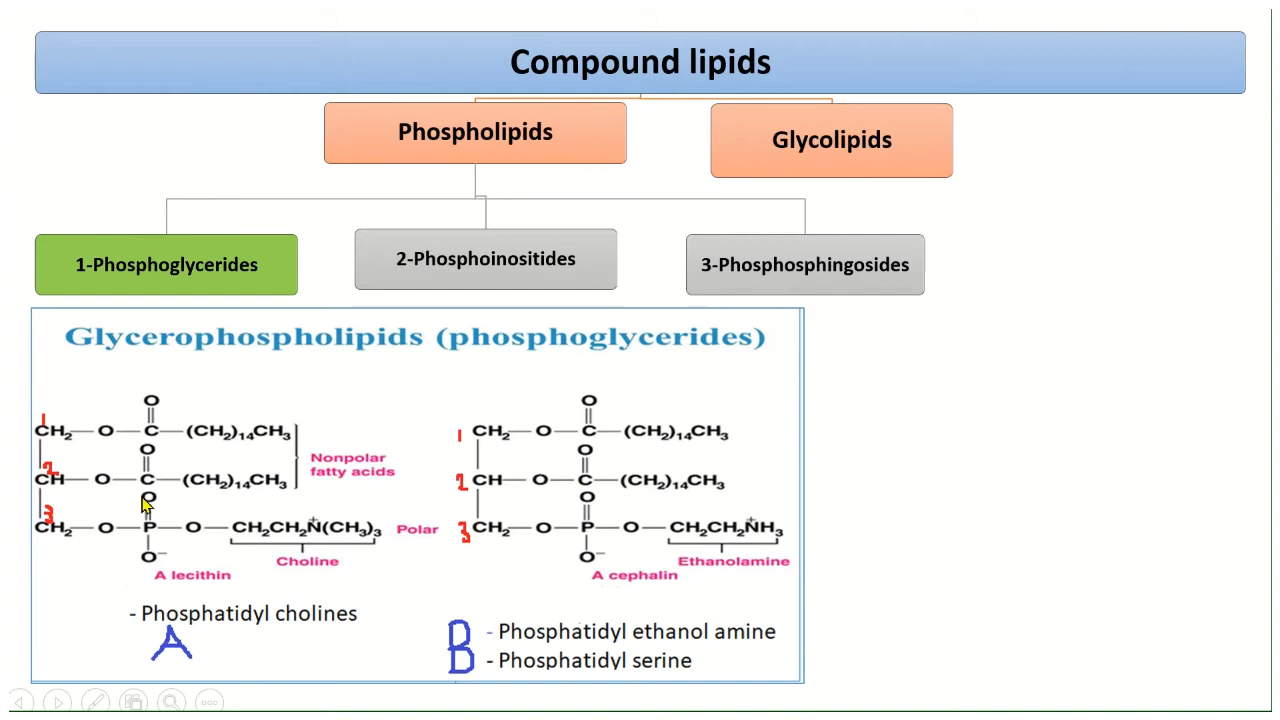 Compound lipids
Phospholipids
Glycolipids
1-Phosphoglycerides
2-Phosphoinositides
3-Phosphosphingosides
Glycerophospholipids (phosphoglycerides)
O
1 CH₂—O—C—(CH₂)₁₄CH₃
O
2 CH—O—C—(CH₂)₁₄CH₃
Nonpolar
fatty acids
O
3 CH₂—O—P—O—CH₂CH₂N⁺(CH₃)₃ Polar
O⁻
Choline
A lecithin
- Phosphatidyl cholines
A
O
1 CH₂—O—C—(CH₂)₁₄CH₃
O
2 CH—O—C—(CH₂)₁₄CH₃
O
3 CH₂—O—P—O—CH₂CH₂N⁺H₃
O⁻
Ethanolamine
A cephalin
- Phosphatidyl ethanol amine
- Phosphatidyl serine